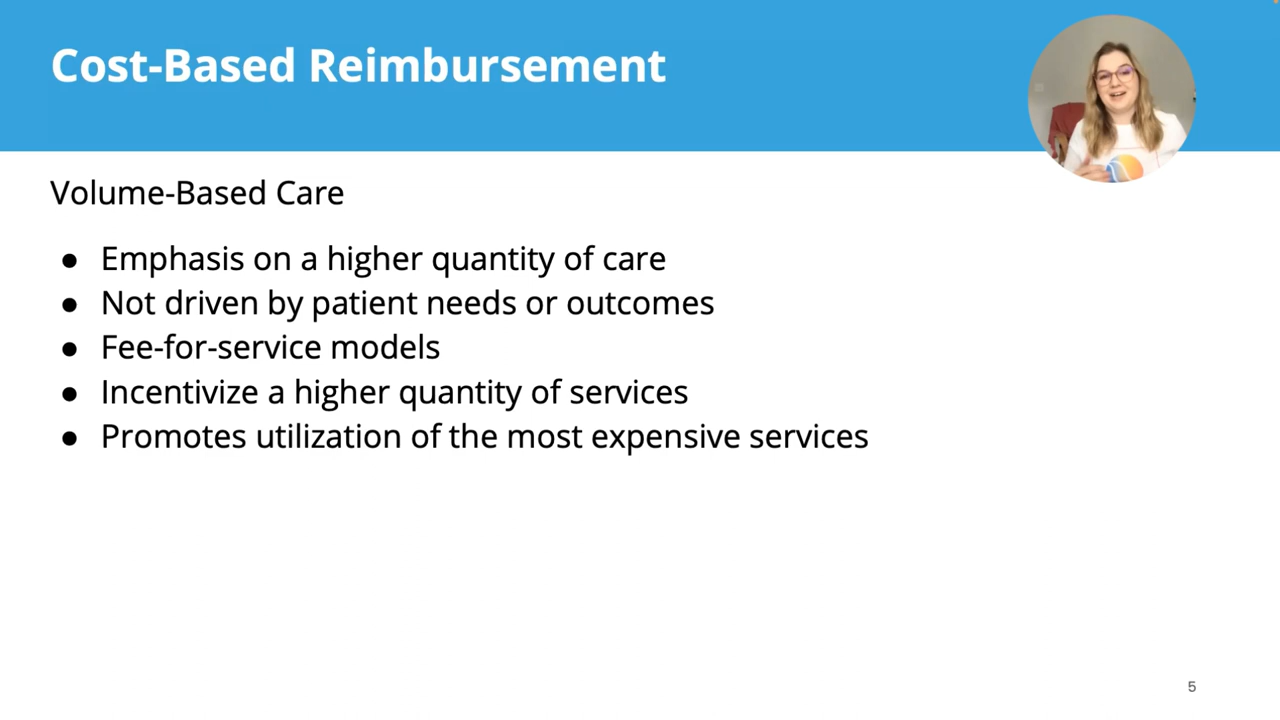 Cost-Based Reimbursement
Volume-Based Care
● Emphasis on a higher quantity of care
● Not driven by patient needs or outcomes
● Fee-for-service models
● Incentivize a higher quantity of services
● Promotes utilization of the most expensive services
5